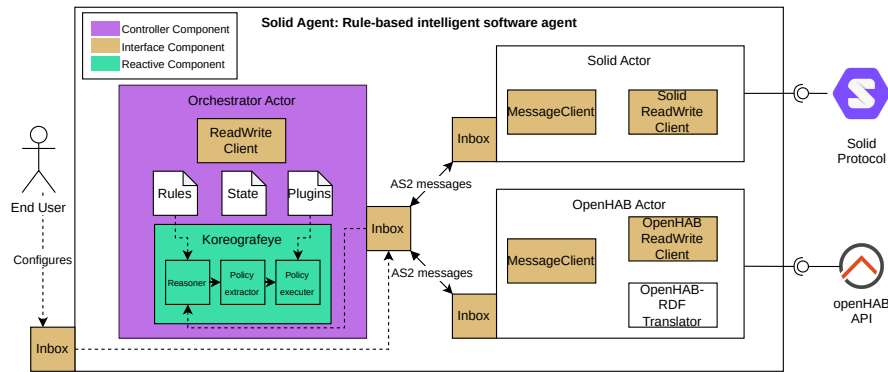 Solid Agent: Rule-based intelligent software agent
Controller Component
Interface Component
Reactive Component
Orchestrator Actor
ReadWrite
Client
Rules
State
Plugins
Koreografeye
Reasoner
Policy
extractor
Policy
executer
Inbox
AS2 messages
AS2 messages
Solid Actor
Inbox
MessageClient
Solid
ReadWrite
Client
Solid
Protocol
OpenHAB Actor
Inbox
MessageClient
OpenHAB
ReadWrite
Client
OpenHAB-
RDF
Translator
openHAB
API
End User
Configures
Inbox